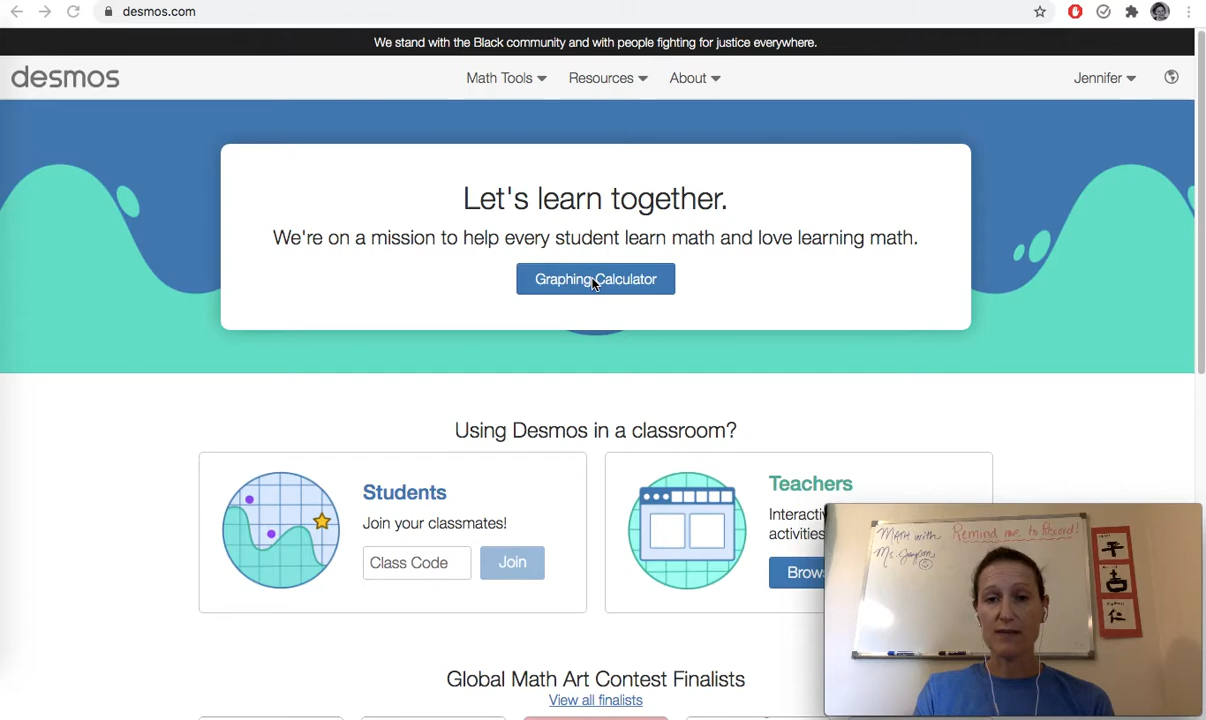 desmos.com
We stand with the Black community and with people fighting for justice everywhere.
desmos
Math Tools
Resources
About
Jennifer
Let's learn together.
We're on a mission to help every student learn math and love learning math.
Graphing Calculator
Using Desmos in a classroom?
Students
Join your classmates!
Class Code
Join
Teachers
MATH with
Remind me to Record!
Global Math Art Contest Finalists
View all finalists